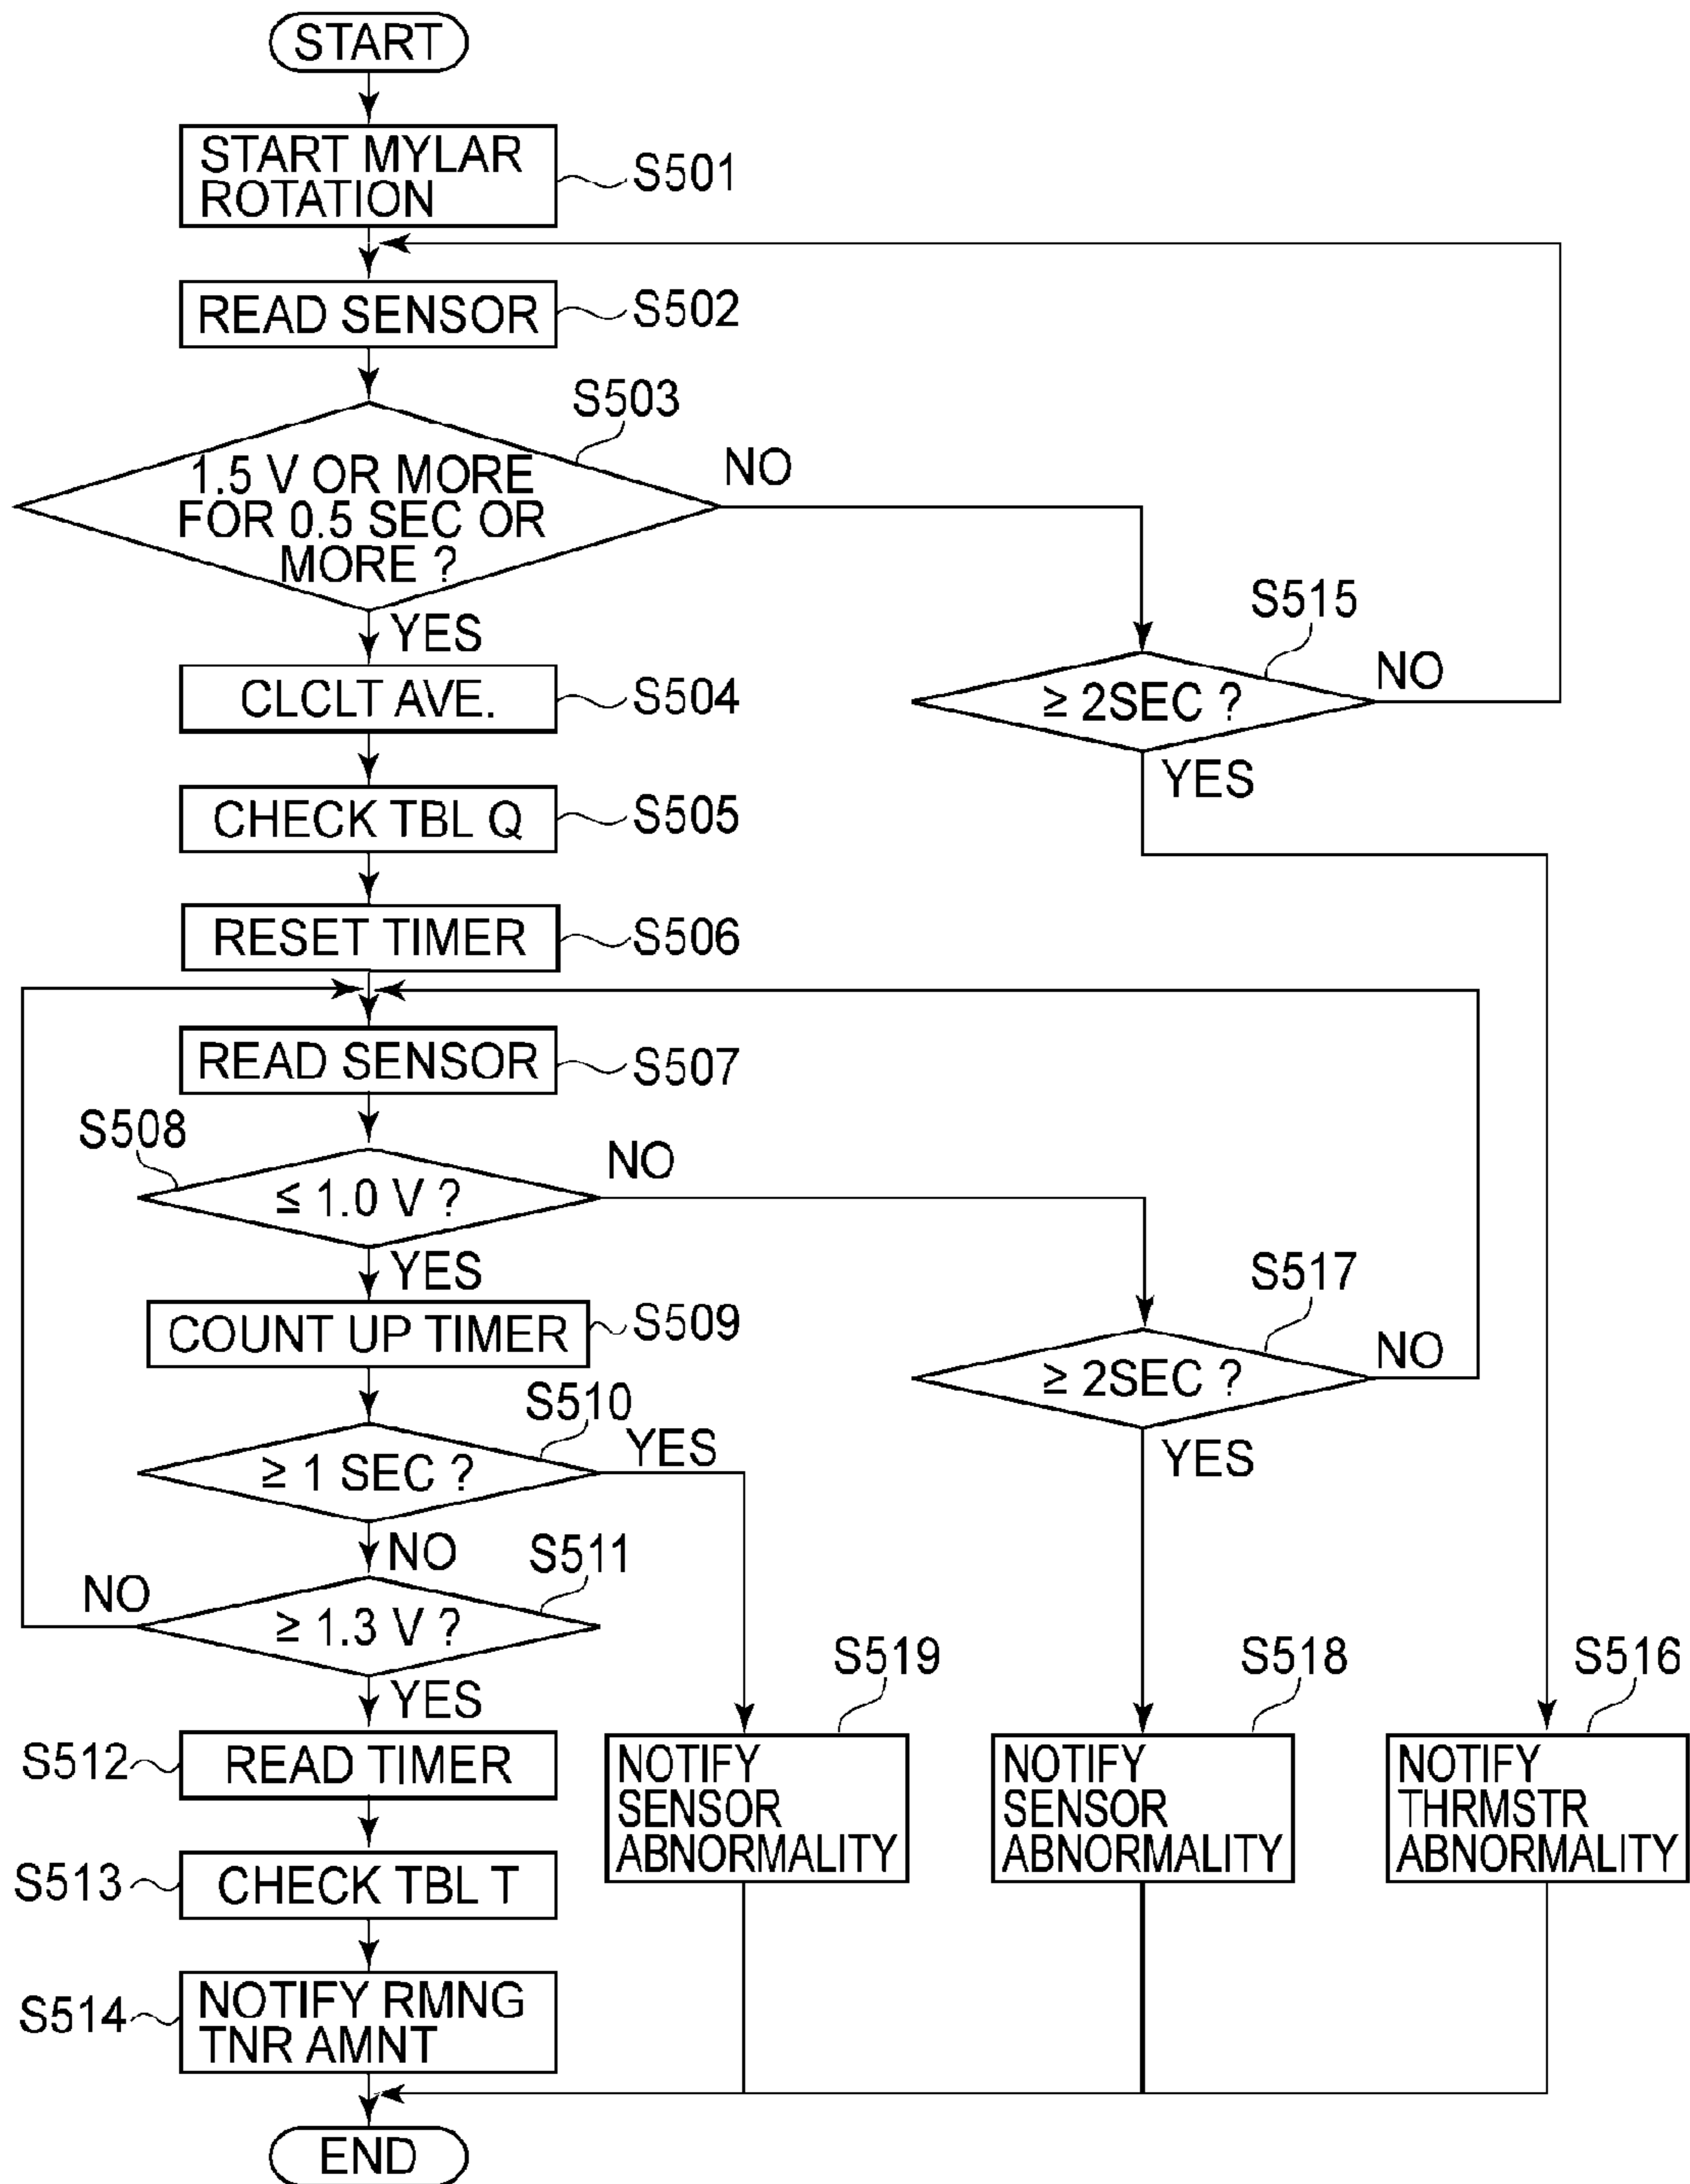 START
START MYLAR
ROTATION
S501
READ SENSOR
S502
S503
1.5 V OR MORE
FOR 0.5 SEC OR
MORE ?
NO
YES
S515
≥ 2SEC ?
NO
YES
CLCLT AVE.
S504
CHECK TBL Q
S505
RESET TIMER
S506
READ SENSOR
S507
S508
≤ 1.0 V ?
NO
YES
COUNT UP TIMER
S509
S517
≥ 2SEC ?
NO
YES
S510
≥ 1 SEC ?
YES
NO
S511
≥ 1.3 V ?
NO
YES
S512
READ TIMER
S519
NOTIFY
SENSOR
ABNORMALITY
S518
NOTIFY
SENSOR
ABNORMALITY
S516
NOTIFY
THRMSTR
ABNORMALITY
S513
CHECK TBL T
S514
NOTIFY RMNG
TNR AMNT
END